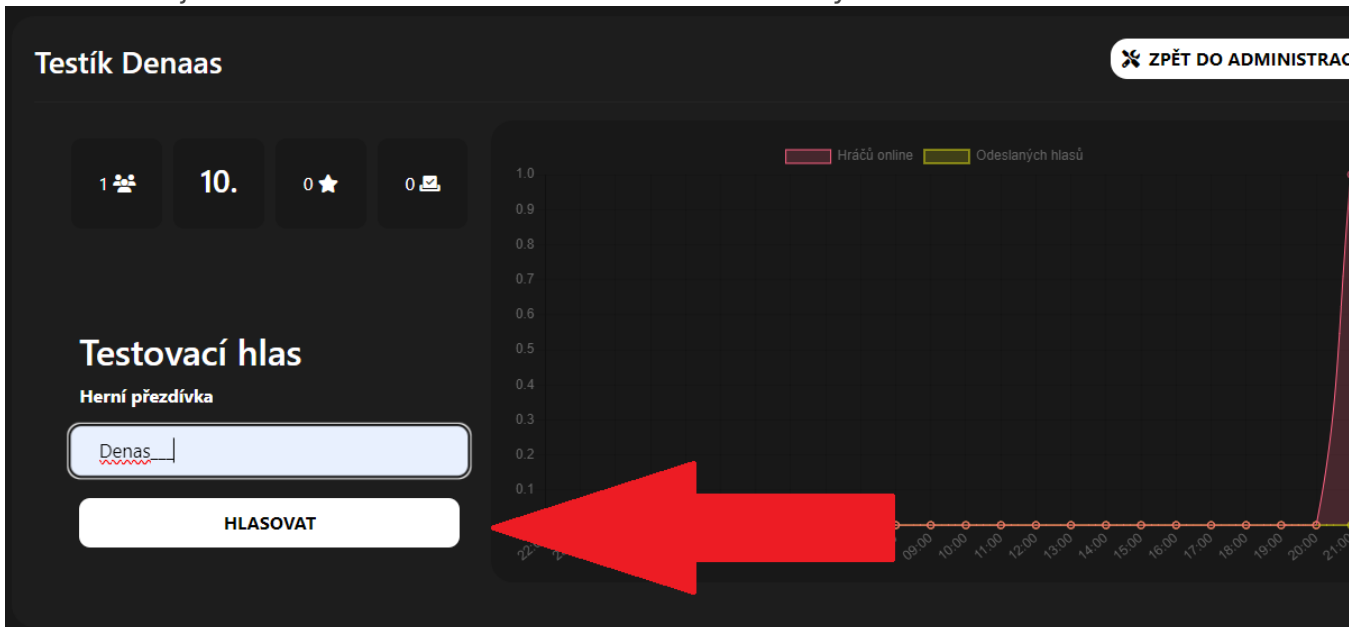 Testík Denaas
ZPĚT DO ADMINISTRAC
1
10.
0
0
Hráčů online
Odeslaných hlasů
1.0
0.9
0.8
0.7
0.6
0.5
0.4
0.3
0.2
0.1
Testovací hlas
Herní přezdívka
Denas___
HLASOVAT
09:00 10:00 11:00 12:00 13:00 14:00 15:00 16:00 17:00 18:00 19:00 20:00 21:00